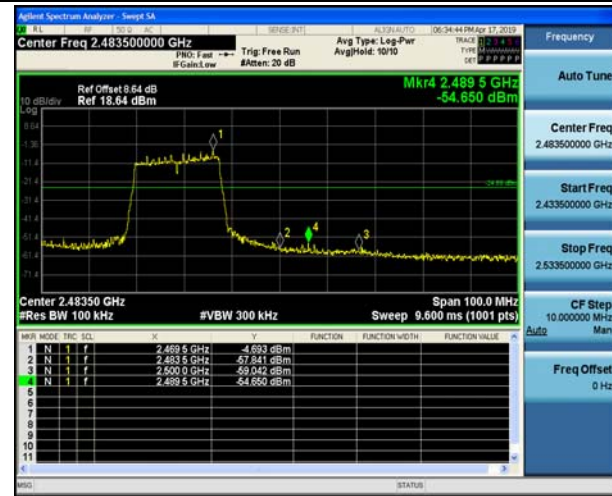 Agilent Spectrum Analyzer - Swept SA
RL RF 50 Ω AC SENSE:INT ALIGN AUTO 06:34:44 PM Apr 17, 2019
Center Freq 2.483500000 GHz
PNO: Fast Trig: Free Run
IFGain:Low #Atten: 20 dB
Avg Type: Log-Pwr
Avg|Hold: 10/10
TRACE 1 2 3 4 5 6
TYPE
DET P P P P P P
Frequency
Ref Offset 8.64 dB
Ref 18.64 dBm
10 dB/div
Log
Mkr4 2.489 5 GHz
-54.650 dBm
8.64
-1.36
-11.4
-21.4
-31.4
-41.4
-51.4
-61.4
-71.4
1
2
4
3
Center 2.48350 GHz
#Res BW 100 kHz
#VBW 300 kHz
Span 100.0 MHz
Sweep 9.600 ms (1001 pts)
MKR MODE TRC SCL X Y FUNCTION FUNCTION WIDTH FUNCTION VALUE
1 N 1 f 2.469 5 GHz -4.693 dBm
2 N 1 f 2.483 5 GHz -57.841 dBm
3 N 1 f 2.500 0 GHz -59.042 dBm
4 N 1 f 2.489 5 GHz -54.650 dBm
5
6
7
8
9
10
11
MSG
STATUS
Auto Tune
Center Freq
2.483500000 GHz
Start Freq
2.433500000 GHz
Stop Freq
2.533500000 GHz
CF Step
10.000000 MHz
Auto Man
Freq Offset
0 Hz